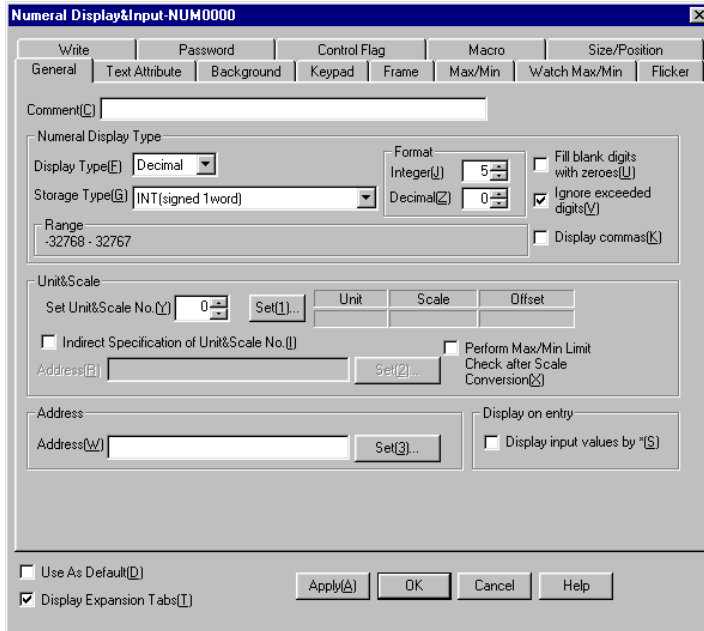 Numeral Display&Input-NUM0000
Write Password Control Flag Macro Size/Position
General Text Attribute Background Keypad Frame Max/Min Watch Max/Min Flicker
Comment(C)
Numeral Display Type
Display Type(F) Decimal
Storage Type(G) INT(signed 1word)
Format
Integer(J) 5
Decimal(Z) 0
Fill blank digits
with zeroes(U)
Ignore exceeded
digits(V)
Display commas(K)
Range
-32768 - 32767
Unit&Scale
Set Unit&Scale No.(Y) 0 Set(1)...
Unit Scale Offset
Indirect Specification of Unit&Scale No.(I)
Address(R) Set(2)...
Perform Max/Min Limit
Check after Scale
Conversion(X)
Address
Address(W) Set(3)...
Display on entry
Display input values by *(S)
Use As Default(D)
Display Expansion Tabs(T)
Apply(A) OK Cancel Help